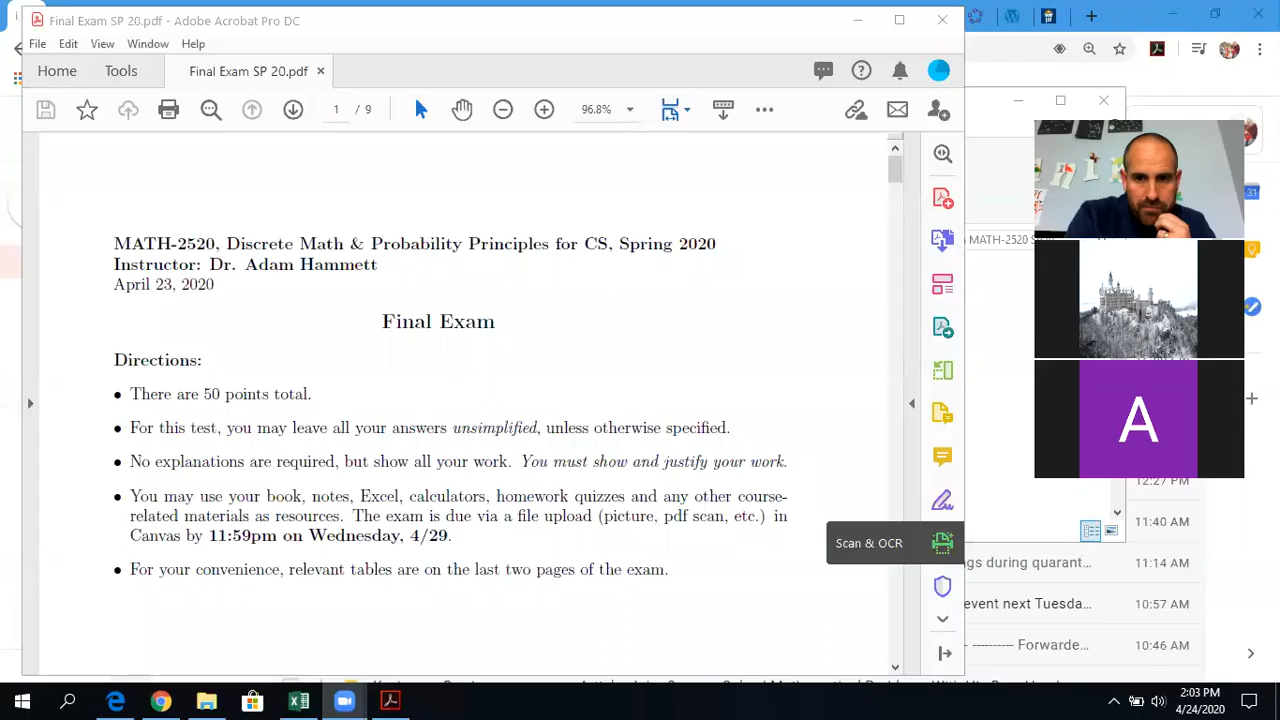 Final Exam SP 20.pdf - Adobe Acrobat Pro DC
File Edit View Window Help
Home Tools Final Exam SP 20.pdf ×
1 / 9 96.8%
MATH-2520, Discrete Math & Probability Principles for CS, Spring 2020
Instructor: Dr. Adam Hammett
April 23, 2020
Final Exam
Directions:
• There are 50 points total.
• For this test, you may leave all your answers unsimplified, unless otherwise specified.
• No explanations are required, but show all your work. You must show and justify your work.
• You may use your book, notes, Excel, calculators, homework quizzes and any other course-
related materials as resources. The exam is due via a file upload (picture, pdf scan, etc.) in
Canvas by 11:59pm on Wednesday, 4/29.
• For your convenience, relevant tables are on the last two pages of the exam.
Scan & OCR
MATH-2520
31
A
12:27 PM
11:40 AM
ngs during quarant... 11:14 AM
event next Tuesda... 10:57 AM
- ---------- Forwarde... 10:46 AM
2:03 PM
4/24/2020